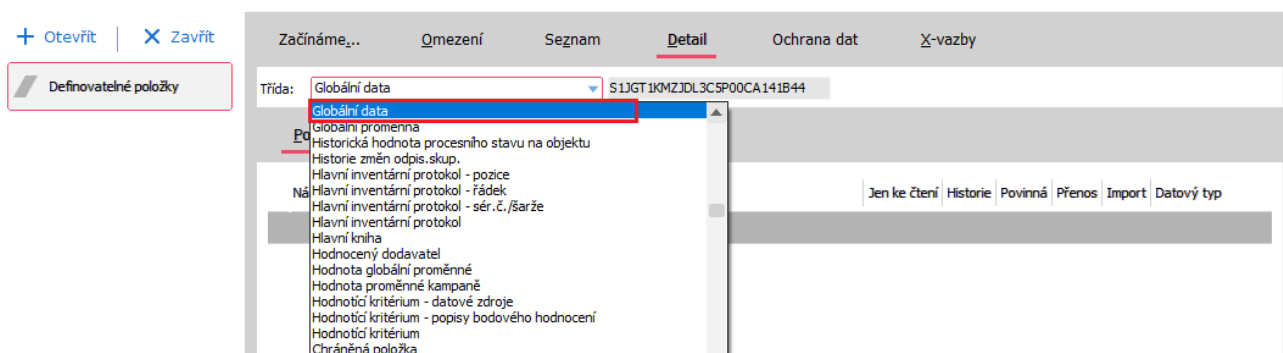 Otevřít Zavřít
Definovatelné položky
Začínáme... Omezení Seznam Detail Ochrana dat X-vazby
Třída: Globální data S1JGT1KMZJDL3C5P00CA141B44
Globální data
Globální proměnná
Historická hodnota procesního stavu na objektu
Historie změn odpis.skup.
Hlavní inventární protokol - pozice
Hlavní inventární protokol - řádek
Jen ke čtení Historie Povinná Přenos Import Datový typ
Hlavní inventární protokol - sér.č./šarže
Hlavní inventární protokol
Hlavní kniha
Hodnocený dodavatel
Hodnota globální proměnné
Hodnota proměnné kampaně
Hodnotící kritérium - datové zdroje
Hodnotící kritérium - popisy bodového hodnocení
Hodnotící kritérium
Chráněná položka